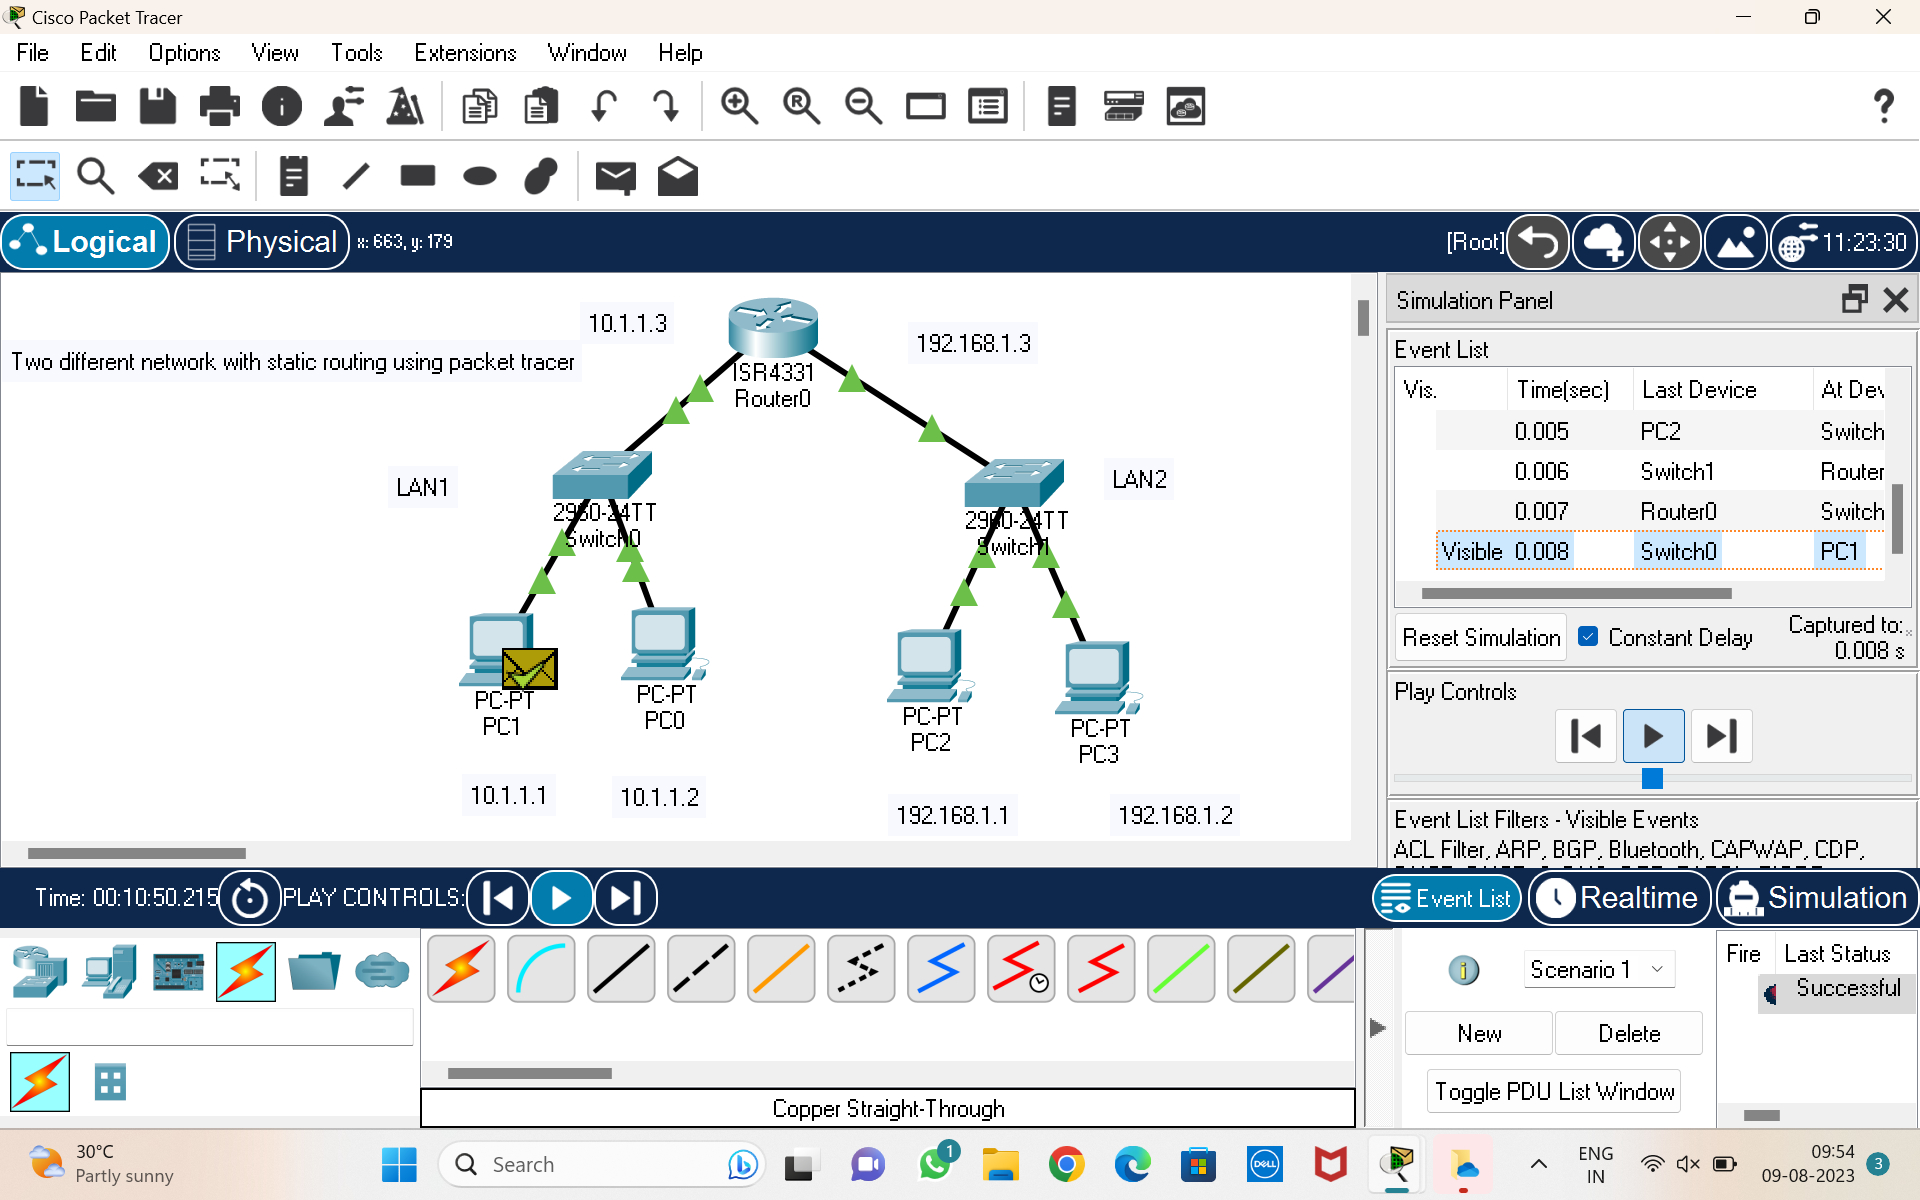 Cisco Packet Tracer
File Edit Options View Tools Extensions Window Help
Logical Physical x: 663, y: 179 [Root] 11:23:30
Two different network with static routing using packet tracer
10.1.1.3
192.168.1.3
ISR4331
Router0
LAN1
LAN2
2960-24TT
Switch0
2960-24TT
Switch1
PC-PT
PC1
PC-PT
PC0
PC-PT
PC2
PC-PT
PC3
10.1.1.1
10.1.1.2
192.168.1.1
192.168.1.2
Simulation Panel
Event List
Vis. Time(sec) Last Device At Dev
0.005 PC2 Switch
0.006 Switch1 Router
0.007 Router0 Switch
Visible 0.008 Switch0 PC1
Reset Simulation Constant Delay Captured to:
0.008 s
Play Controls
Event List Filters - Visible Events
ACL Filter, ARP, BGP, Bluetooth, CAPWAP, CDP,
Time: 00:10:50.215 PLAY CONTROLS: Event List Realtime Simulation
Scenario 1
New Delete
Toggle PDU List Window
Fire Last Status
Successful
Copper Straight-Through
30°C
Partly sunny
Search
1
DELL
ENG
IN
09:54
09-08-2023
3